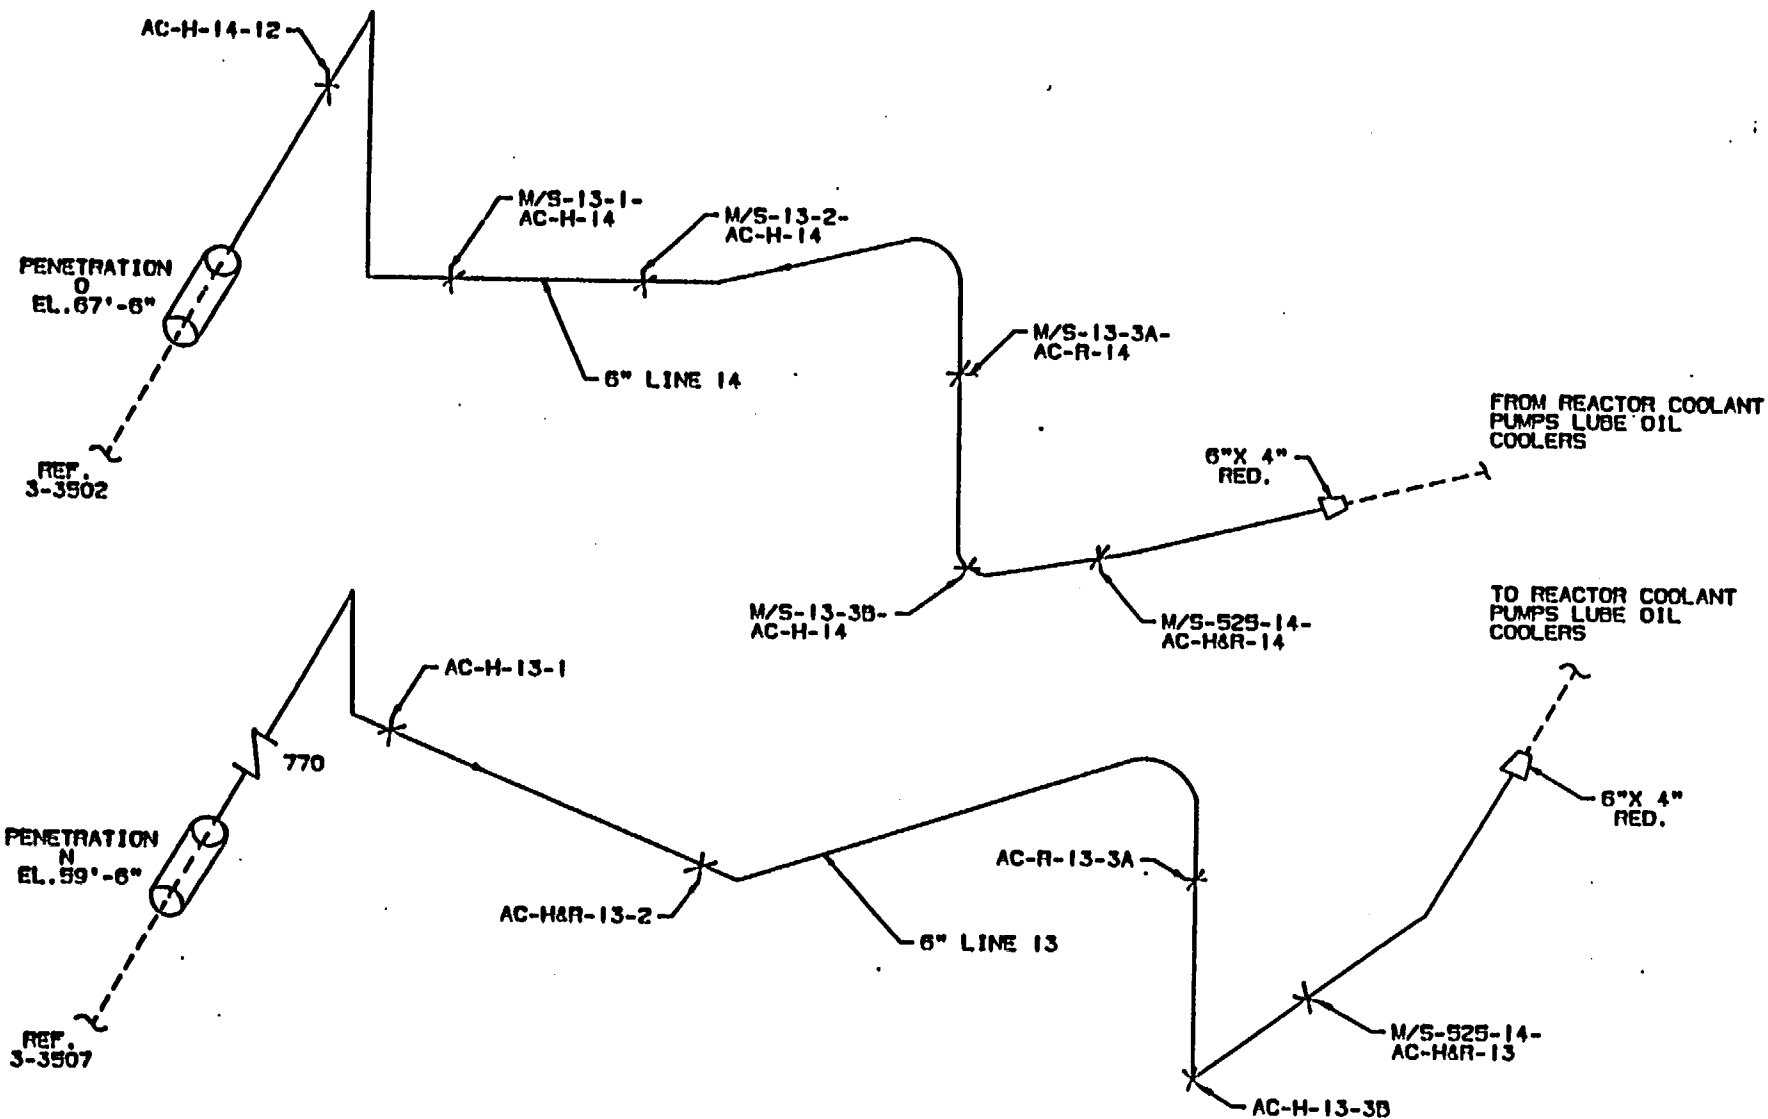 AC-H-14-12
M/S-13-1-
AC-H-14
M/S-13-2-
AC-H-14
PENETRATION
O
EL.67'-6"
6" LINE 14
M/S-13-3A-
AC-R-14
REF.
3-3502
FROM REACTOR COOLANT
PUMPS LUBE OIL
COOLERS
6"X 4"
RED.
M/S-13-3B-
AC-H-14
M/S-525-14-
AC-H&R-14
TO REACTOR COOLANT
PUMPS LUBE OIL
COOLERS
AC-H-13-1
770
6"X 4"
RED.
PENETRATION
N
EL.59'-6"
AC-H&R-13-2
AC-R-13-3A
6" LINE 13
REF.
3-3507
M/S-525-14-
AC-H&R-13
AC-H-13-3B